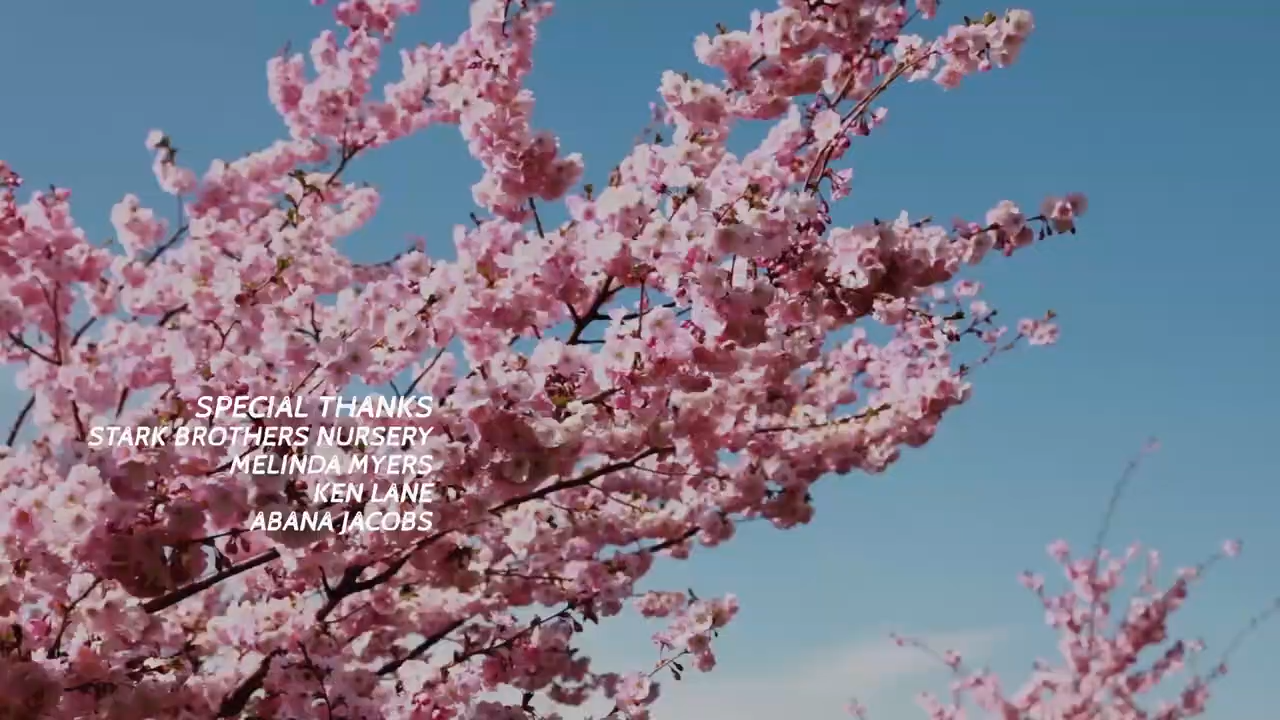 SPECIAL THANKS
STARK BROTHERS NURSERY
MELINDA MYERS
KEN LANE
ABANA JACOBS